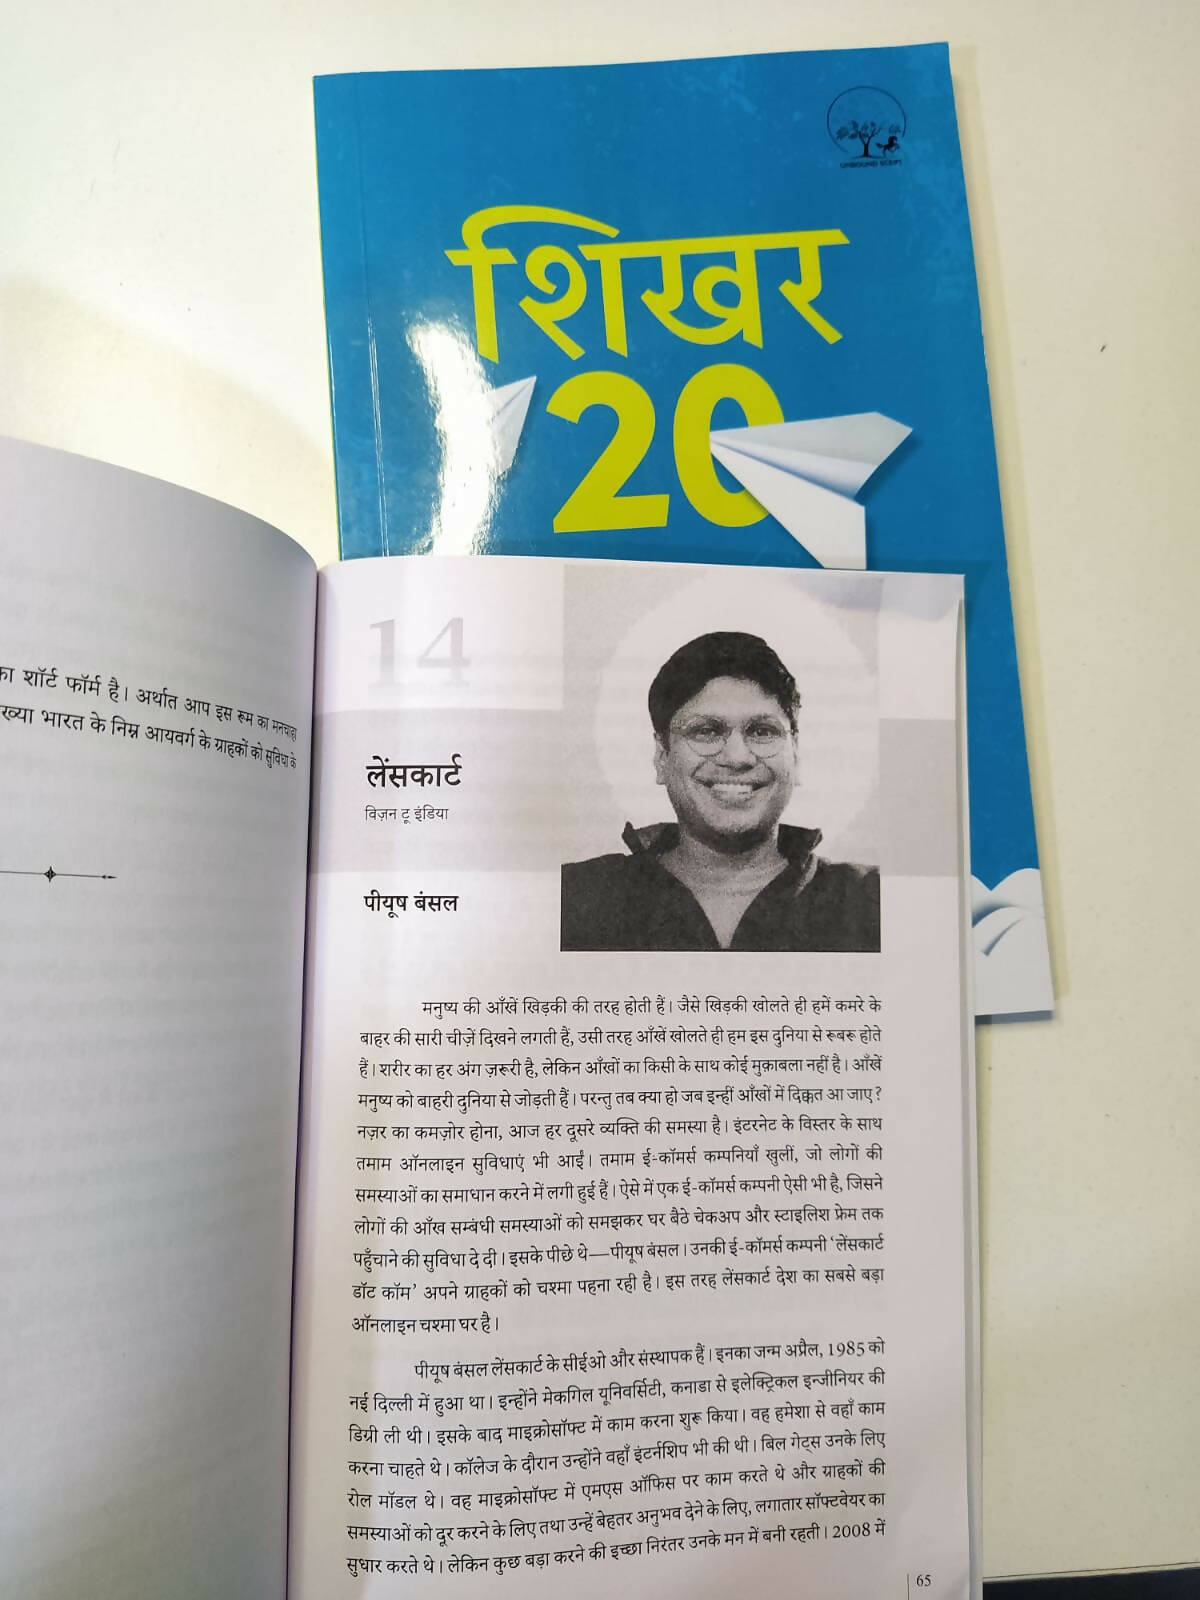 UNBOUND SCRIPT
शिखर
20
का शॉर्ट फॉर्म है। अर्थात आप इस रूम का मनचाहा
ख्या भारत के निम्न आयवर्ग के ग्राहकों को सुविधा के
14
लेंसकार्ट
विज़न टू इंडिया
पीयूष बंसल
मनुष्य की आँखें खिड़की की तरह होती हैं। जैसे खिड़की खोलते ही हमें कमरे के
बाहर की सारी चीज़ें दिखने लगती हैं, उसी तरह आँखें खोलते ही हम इस दुनिया से रूबरू होते
हैं। शरीर का हर अंग ज़रूरी है, लेकिन आँखों का किसी के साथ कोई मुक़ाबला नहीं है। आँखें
मनुष्य को बाहरी दुनिया से जोड़ती हैं। परन्तु तब क्या हो जब इन्हीं आँखों में दिक्कत आ जाए?
नज़र का कमज़ोर होना, आज हर दूसरे व्यक्ति की समस्या है। इंटरनेट के विस्तर के साथ
तमाम ऑनलाइन सुविधाएं भी आईं। तमाम ई-कॉमर्स कम्पनियाँ खुलीं, जो लोगों की
समस्याओं का समाधान करने में लगी हुई हैं। ऐसे में एक ई-कॉमर्स कम्पनी ऐसी भी है, जिसने
लोगों की आँख सम्बंधी समस्याओं को समझकर घर बैठे चेकअप और स्टाइलिश फ्रेम तक
पहुँचाने की सुविधा दे दी। इसके पीछे थे—पीयूष बंसल। उनकी ई-कॉमर्स कम्पनी ‘लेंसकार्ट
डॉट कॉम’ अपने ग्राहकों को चश्मा पहना रही है। इस तरह लेंसकार्ट देश का सबसे बड़ा
ऑनलाइन चश्मा घर है।
पीयूष बंसल लेंसकार्ट के सीईओ और संस्थापक हैं। इनका जन्म अप्रैल, 1985 को
नई दिल्ली में हुआ था। इन्होंने मेकगिल यूनिवर्सिटी, कनाडा से इलेक्ट्रिकल इन्जीनियर की
डिग्री ली थी। इसके बाद माइक्रोसॉफ्ट में काम करना शुरू किया। वह हमेशा से वहाँ काम
करना चाहते थे। कॉलेज के दौरान उन्होंने वहाँ इंटर्नशिप भी की थी। बिल गेट्स उनके लिए
रोल मॉडल थे। वह माइक्रोसॉफ्ट में एमएस ऑफिस पर काम करते थे और ग्राहकों की
समस्याओं को दूर करने के लिए तथा उन्हें बेहतर अनुभव देने के लिए, लगातार सॉफ्टवेयर का
सुधार करते थे। लेकिन कुछ बड़ा करने की इच्छा निरंतर उनके मन में बनी रहती। 2008 में
65